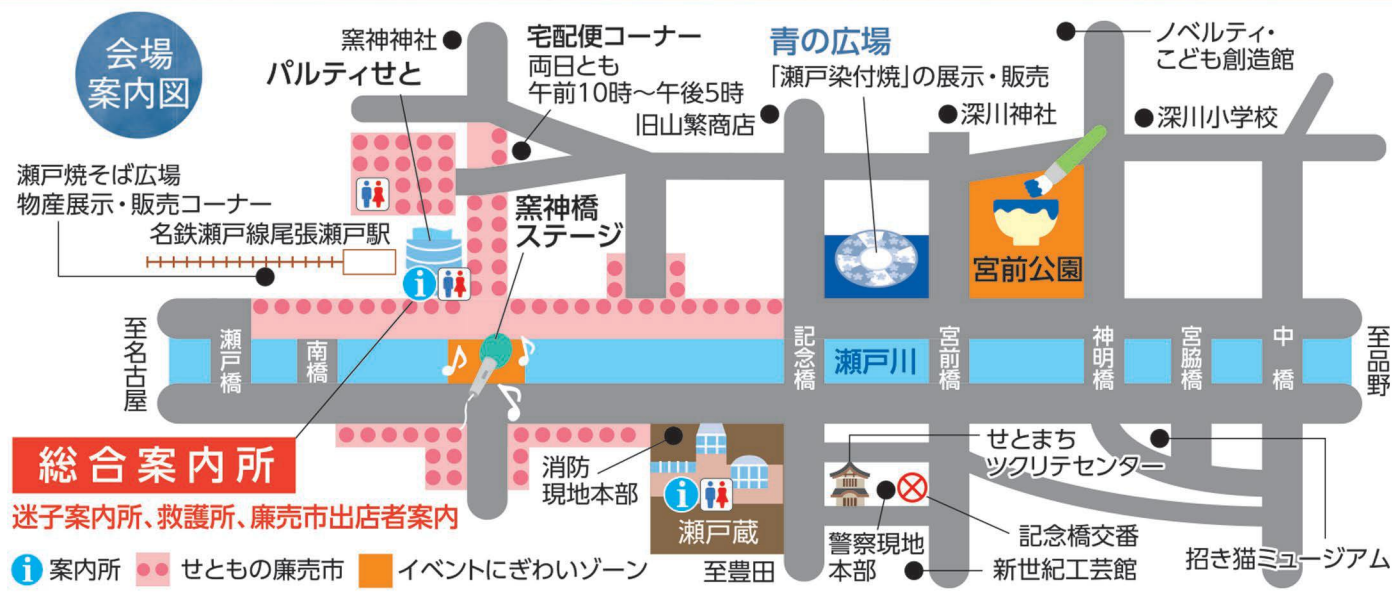 会場
案内図
窯神神社
パルティせと
宅配便コーナー
両日とも
午前10時～午後5時
旧山繁商店
青の広場
「瀬戸染付焼」の展示・販売
深川神社
ノベルティ・
こども創造館
深川小学校
瀬戸焼そば広場
物産展示・販売コーナー
名鉄瀬戸線尾張瀬戸駅
窯神橋
ステージ
宮前公園
至名古屋
瀬戸橋
南橋
記念橋
瀬戸川
宮前橋
神明橋
宮脇橋
中橋
至品野
総合案内所
迷子案内所、救護所、廉売市出店者案内
消防
現地本部
瀬戸蔵
せとまち
ツクリテセンター
警察現地
本部
記念橋交番
新世紀工芸館
招き猫ミュージアム
至豊田
i 案内所
せともの廉売市
イベントにぎわいゾーン